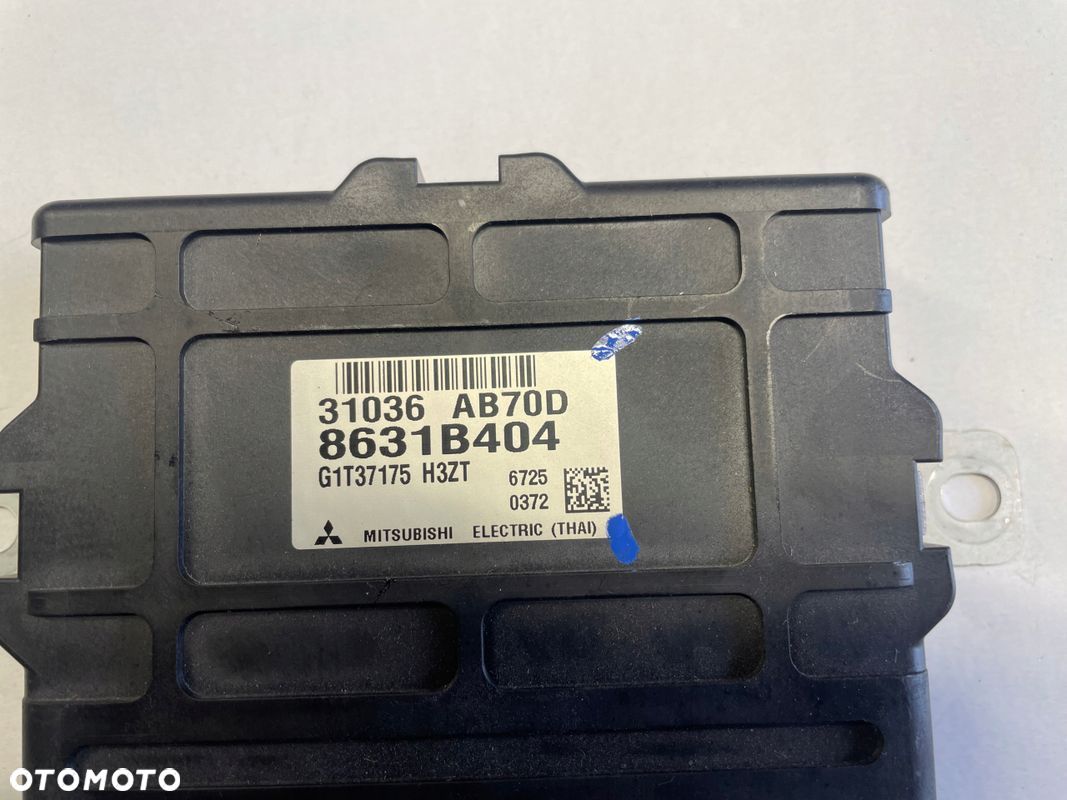 31036 AB70D
8631B404
G1T37175 H3ZT 6725
0372
MITSUBISHI ELECTRIC (THAI)
OTOMOTO